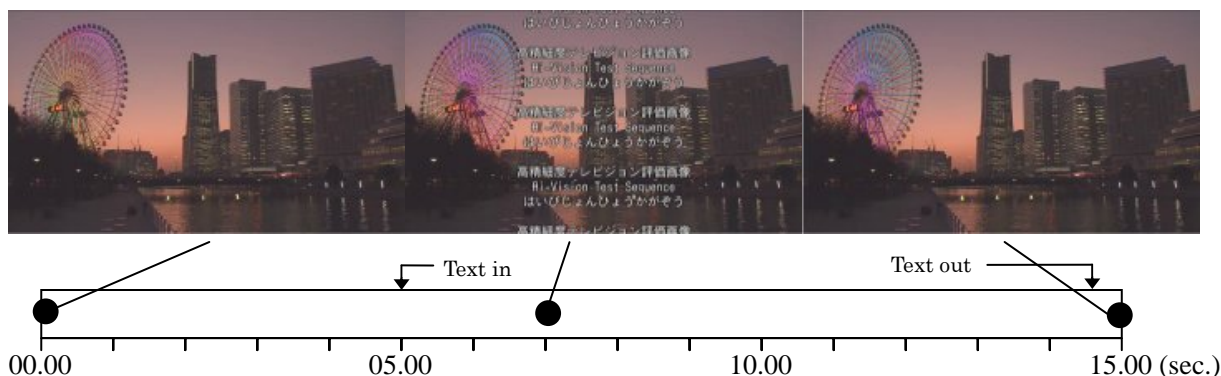 はいびじょんひょうかがぞう
高精細度テレビジョン評価画像
Hi-Vision Test Sequence
はいびじょんひょうかがぞう
高精細度テレビジョン評価画像
Hi-Vision Test Sequence
はいびじょんひょうかがぞう
高精細度テレビジョン評価画像
Hi-Vision Test Sequence
はいびじょんひょうかがぞう
高精細度テレビジョン評価画像
Text in
Text out
00.00 05.00 10.00 15.00 (sec.)